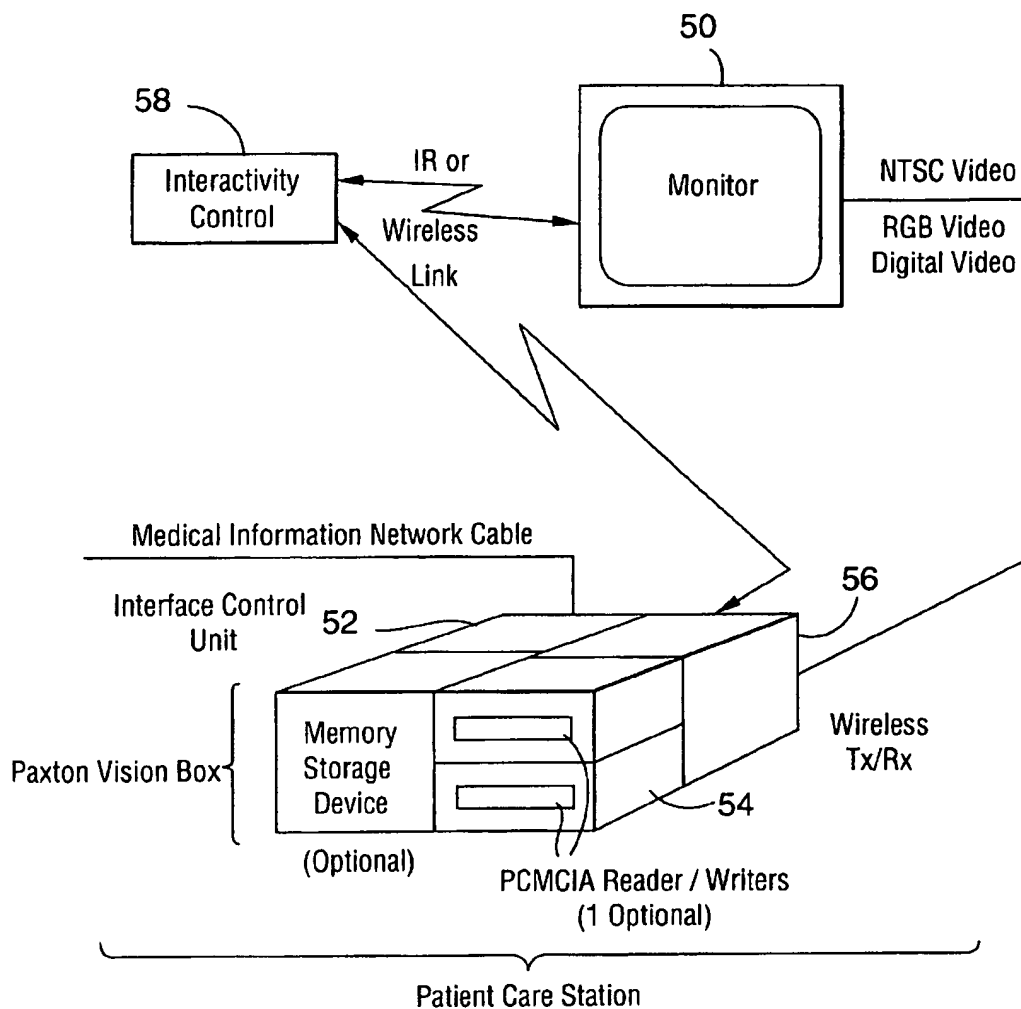 50
58
Interactivity
Control
IR or
Wireless
Link
Monitor
NTSC Video
RGB Video
Digital Video
Medical Information Network Cable
Interface Control
Unit
52
56
Paxton Vision Box
Memory
Storage
Device
(Optional)
54
Wireless
Tx/Rx
PCMCIA Reader / Writers
(1 Optional)
Patient Care Station